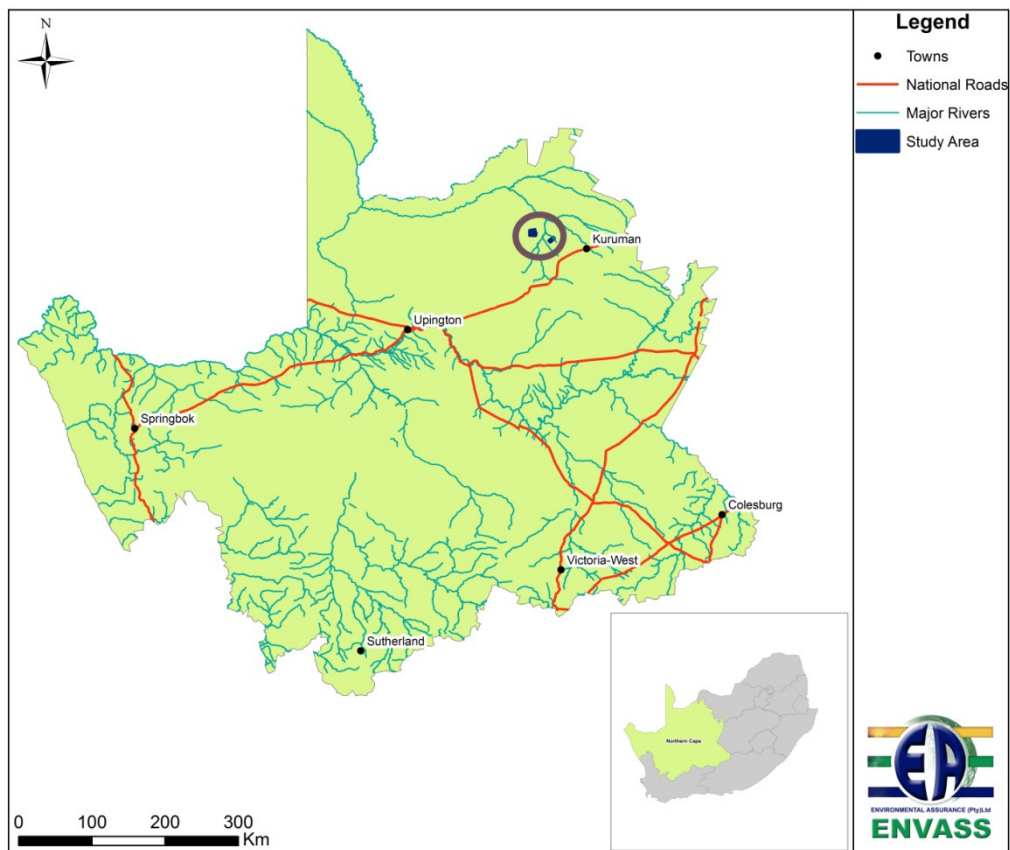 N
Kuruman
Upington
Springbok
Colesburg
Victoria-West
Sutherland
Northern Cape
0 100 200 300
Km
Legend
Towns
National Roads
Major Rivers
Study Area
EA
ENVIRONMENTAL ASSURANCE (Pty)Ltd
ENVASS